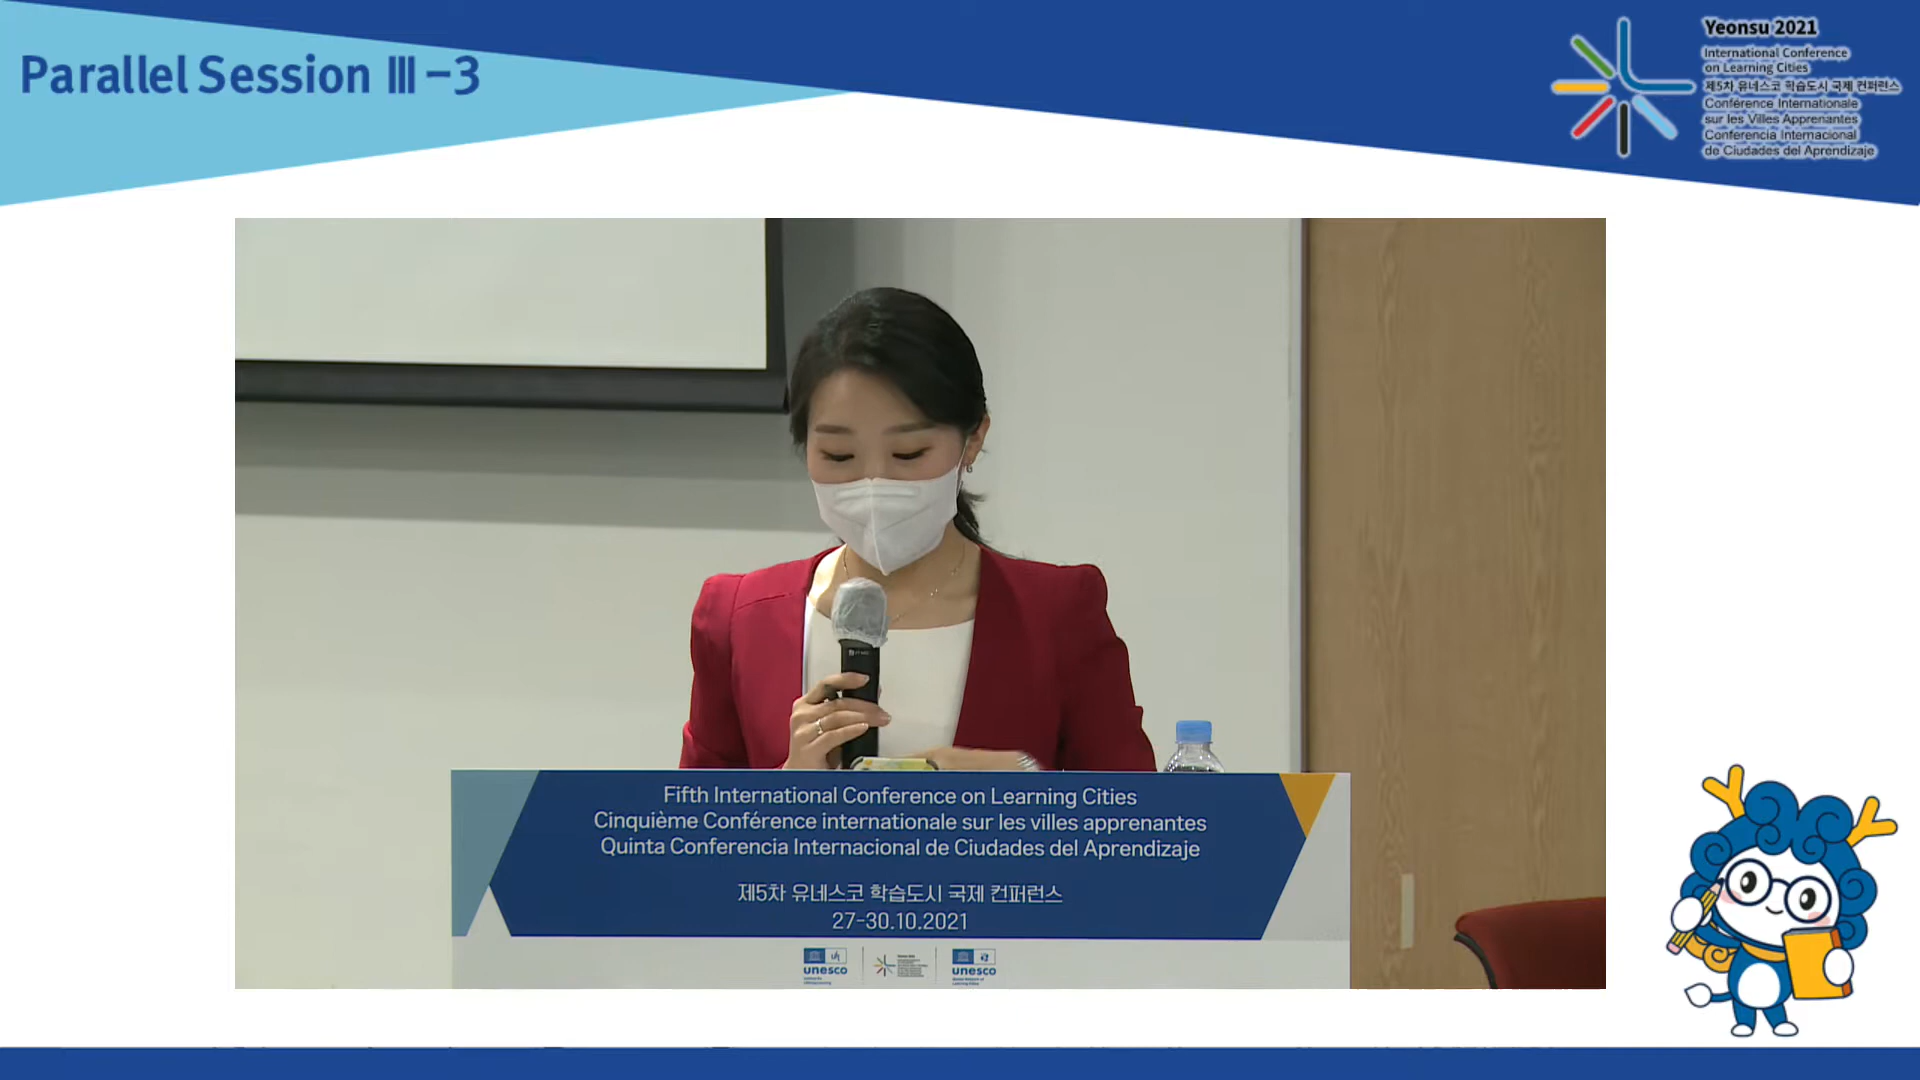 Parallel Session Ⅲ-3
Yeonsu 2021
International Conference
on Learning Cities
제5차 유네스코 학습도시 국제 컨퍼런스
Conférence Internationale
sur les Villes Apprenantes
Conferencia Internacional
de Ciudades del Aprendizaje
Fifth International Conference on Learning Cities
Cinquième Conférence internationale sur les villes apprenantes
Quinta Conferencia Internacional de Ciudades del Aprendizaje
제5차 유네스코 학습도시 국제 컨퍼런스
27-30.10.2021
unesco
unesco